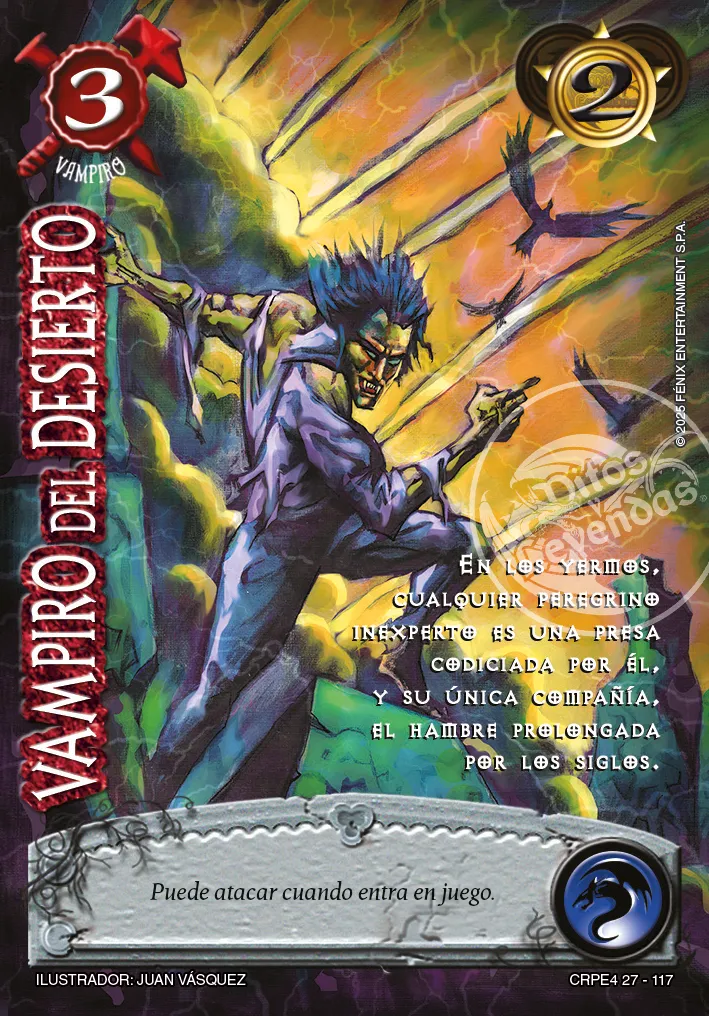 3
VAMPIRO
2
VAMPIRO DEL DESIERTO
© 2025 FÉNIX ENTERTAINMENT S.P.A.
Mitos
Leyendas
EN LOS YERMOS,
CUALQUIER PEREGRINO
INEXPERTO ES UNA PRESA
CODICIADA POR ÉL,
Y SU ÚNICA COMPAÑÍA,
EL HAMBRE PROLONGADA
POR LOS SIGLOS.
Puede atacar cuando entra en juego.
ILUSTRADOR: JUAN VÁSQUEZ
CRPE4 27 - 117